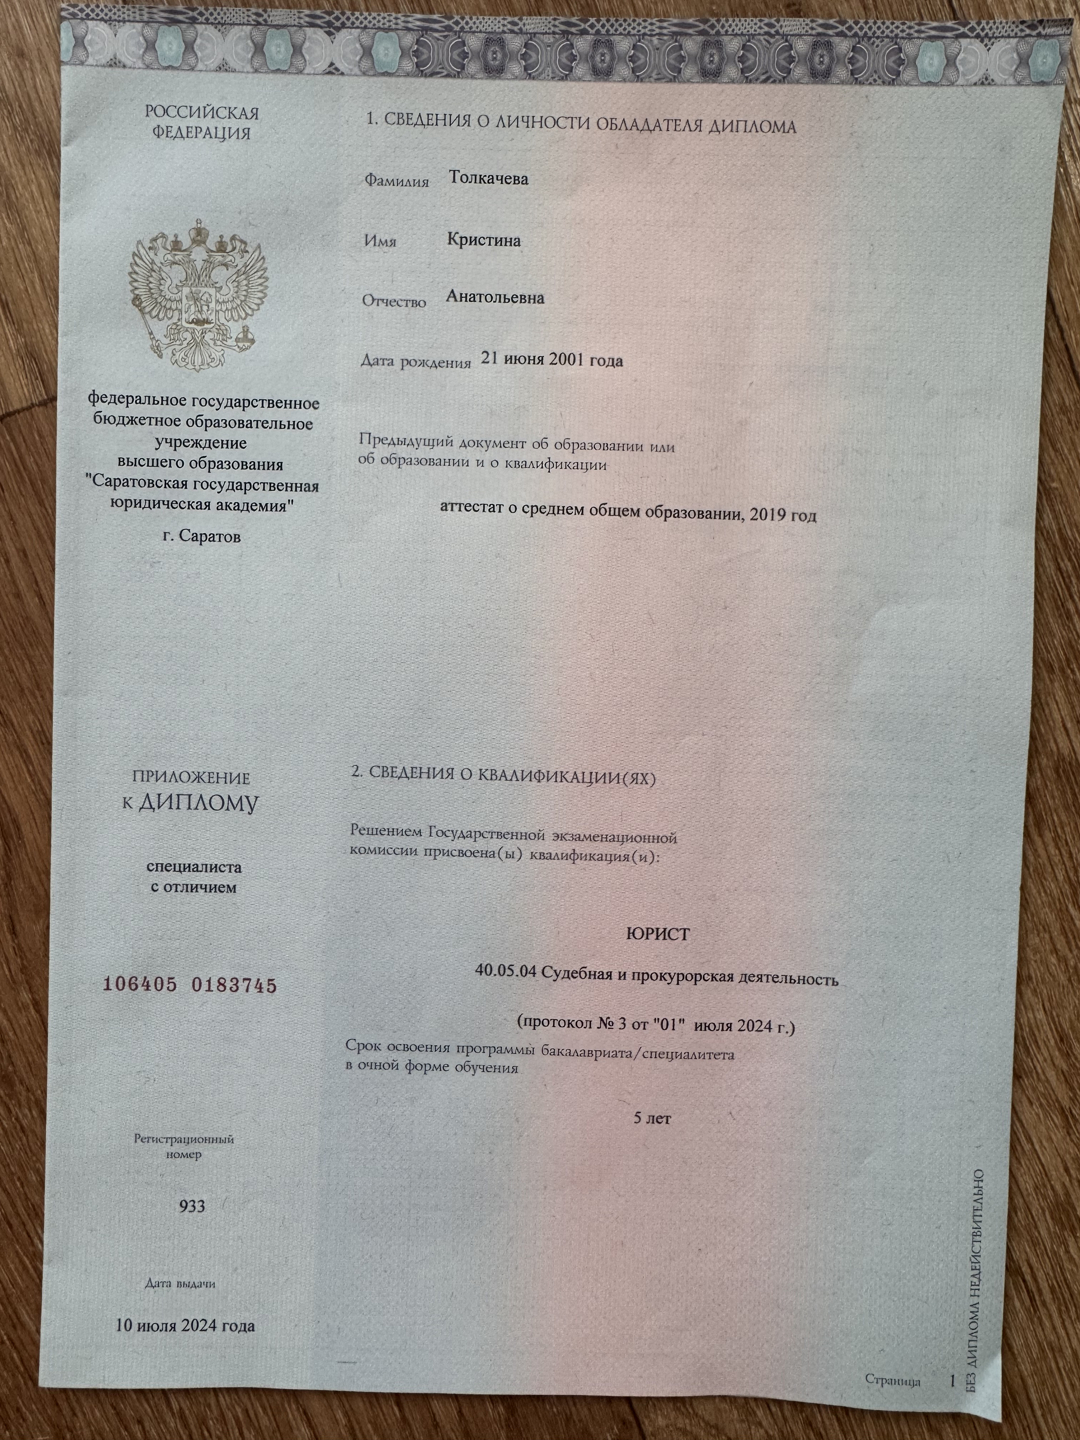 РОССИЙСКАЯ
ФЕДЕРАЦИЯ
федеральное государственное
бюджетное образовательное
учреждение
высшего образования
"Саратовская государственная
юридическая академия"
г. Саратов
ПРИЛОЖЕНИЕ
к ДИПЛОМУ
специалиста
с отличием
106405 0183745
Регистрационный
номер
933
Дата выдачи
10 июля 2024 года
1. СВЕДЕНИЯ О ЛИЧНОСТИ ОБЛАДАТЕЛЯ ДИПЛОМА
Фамилия Толкачева
Имя Кристина
Отчество Анатольевна
Дата рождения 21 июня 2001 года
Предыдущий документ об образовании или
об образовании и о квалификации
аттестат о среднем общем образовании, 2019 год
2. СВЕДЕНИЯ О КВАЛИФИКАЦИИ(ЯХ)
Решением Государственной экзаменационной
комиссии присвоена(ы) квалификация(и):
ЮРИСТ
40.05.04 Судебная и прокурорская деятельность
(протокол № 3 от "01" июля 2024 г.)
Срок освоения программы бакалавриата/специалитета
в очной форме обучения
5 лет
Страница 1
БЕЗ ДИПЛОМА НЕДЕЙСТВИТЕЛЬНО